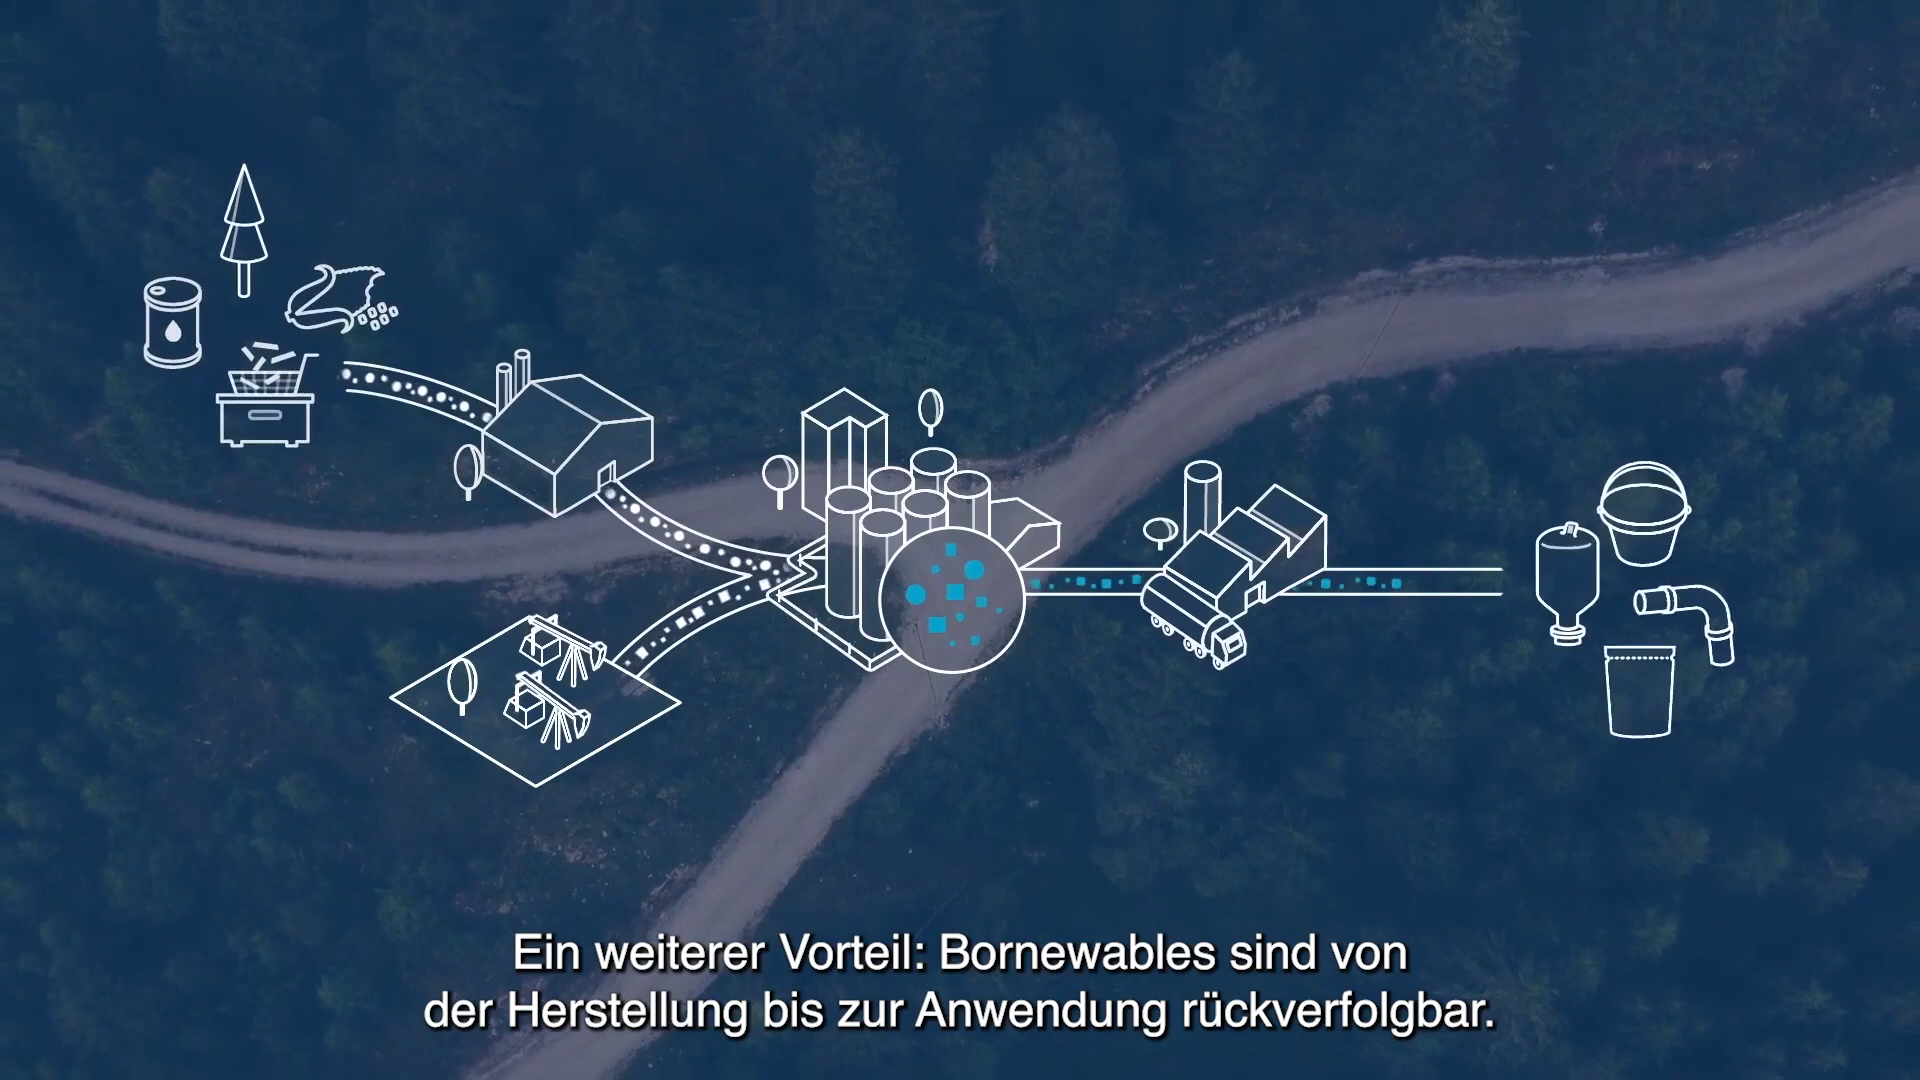 Ein weiterer Vorteil: Bornewables sind von
der Herstellung bis zur Anwendung rückverfolgbar.